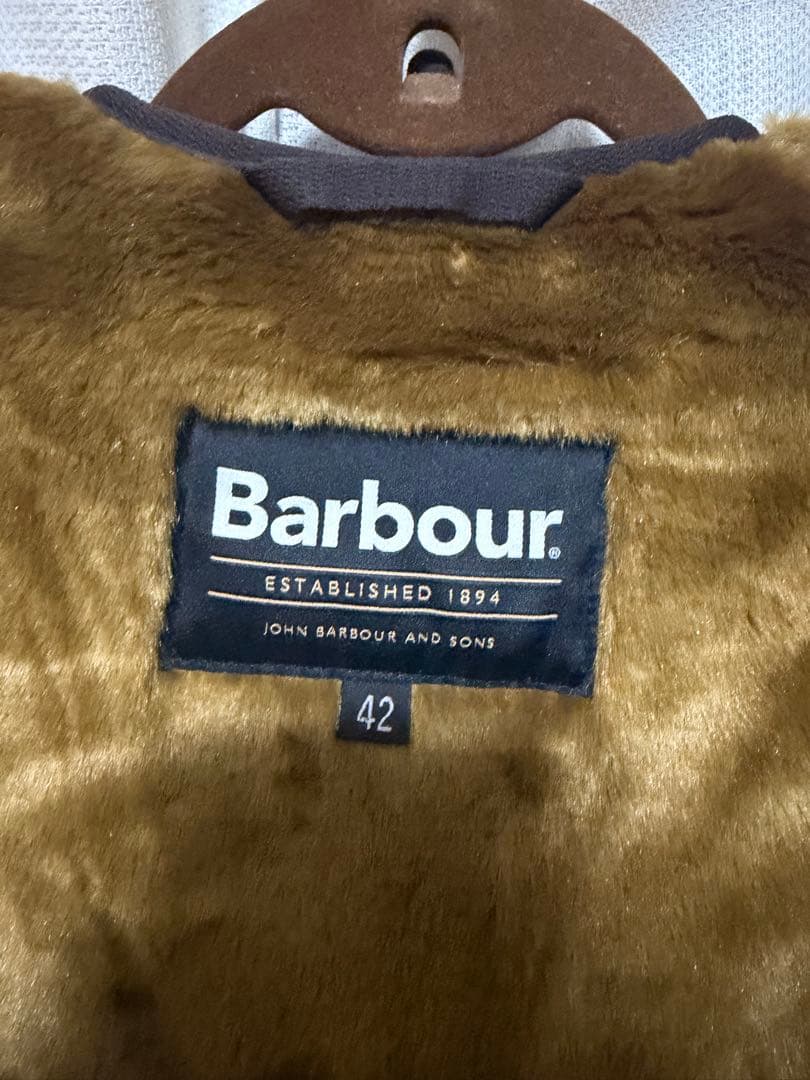 Barbour®
ESTABLISHED 1894
JOHN BARBOUR AND SONS
42